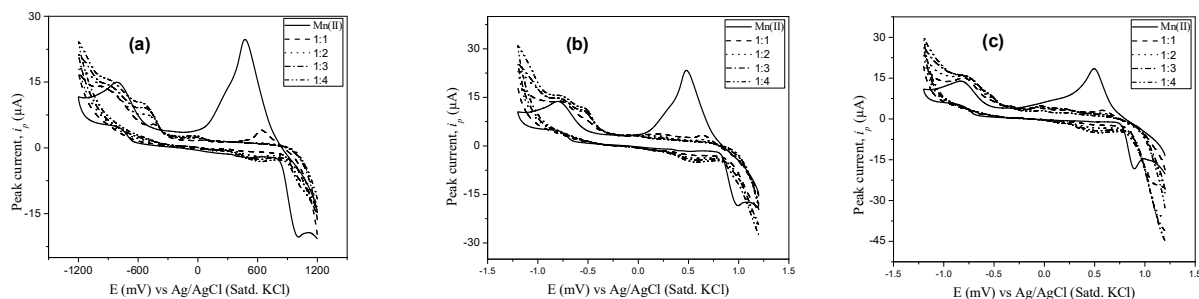 (a)
Mn(II)
1:1
1:2
1:3
1:4
30
15
0
-15
Peak current, i_p (µA)
-1200 -600 0 600 1200
E (mV) vs Ag/AgCl (Satd. KCl)
(b)
Mn(II)
1:1
1:2
1:3
1:4
30
15
0
-15
-30
Peak current, i_p (µA)
-1.5 -1.0 -0.5 0.0 0.5 1.0 1.5
E (mV) vs Ag/AgCl (Satd. KCl)
(c)
Mn(II)
1:1
1:2
1:3
1:4
30
15
0
-15
-30
-45
Peak current, i_p (µA)
-1.5 -1.0 -0.5 0.0 0.5 1.0 1.5
E (mV) vs Ag/AgCl (Satd. KCl)